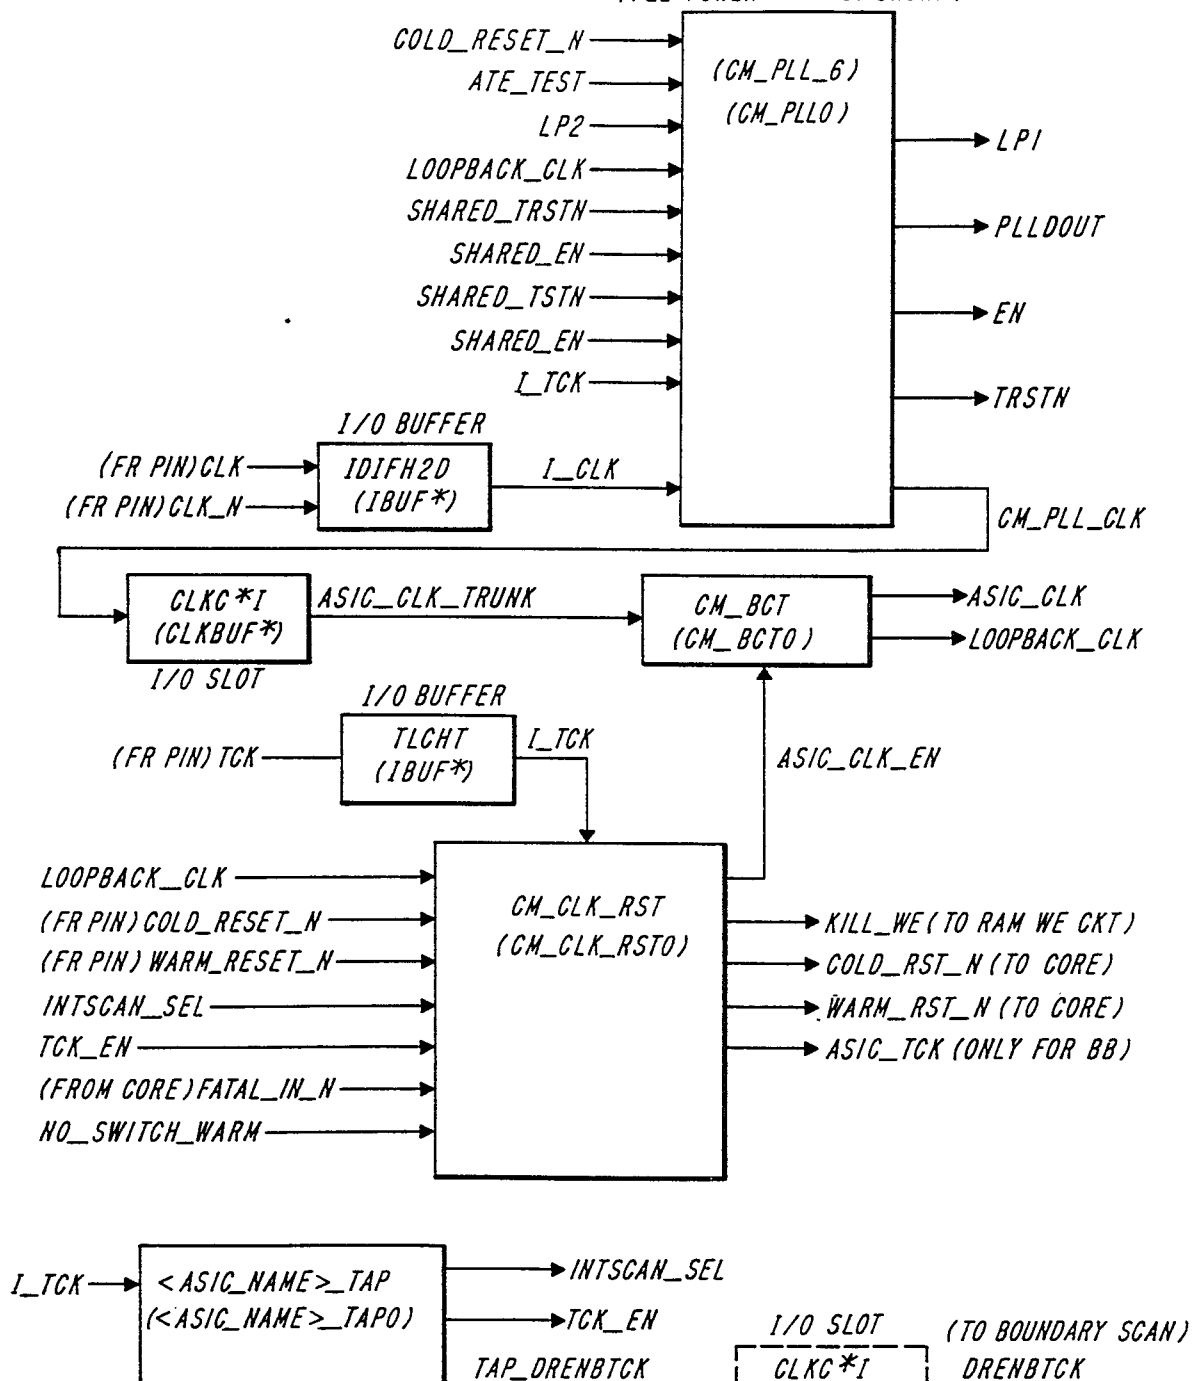 COLD_RESET_N
ATE_TEST
LP2
LOOPBACK_CLK
SHARED_TRSTN
SHARED_EN
SHARED_TSTN
SHARED_EN
I_TCK
(CM_PLL_6)
(CM_PLL0)
LP1
PLLDOUT
EN
TRSTN
I/O BUFFER
(FR PIN) CLK
(FR PIN) CLK_N
IDIFH2D
(IBUF*)
I_CLK
CM_PLL_CLK
CLKC*I
(CLKBUF*)
I/O SLOT
ASIC_CLK_TRUNK
CM_BCT
(CM_BCT0)
ASIC_CLK
LOOPBACK_CLK
I/O BUFFER
(FR PIN) TCK
TLCHT
(IBUF*)
I_TCK
ASIC_CLK_EN
LOOPBACK_CLK
(FR PIN) COLD_RESET_N
(FR PIN) WARM_RESET_N
INTSCAN_SEL
TCK_EN
(FROM CORE) FATAL_IN_N
NO_SWITCH_WARM
CM_CLK_RST
(CM_CLK_RST0)
KILL_WE (TO RAM WE CKT)
COLD_RST_N (TO CORE)
WARM_RST_N (TO CORE)
ASIC_TCK (ONLY FOR BB)
I_TCK
<ASIC_NAME>_TAP
(<ASIC_NAME>_TAP0)
INTSCAN_SEL
TCK_EN
TAP_DRENBTCK
I/O SLOT
CLKC*I
(TO BOUNDARY SCAN)
DRENBTCK